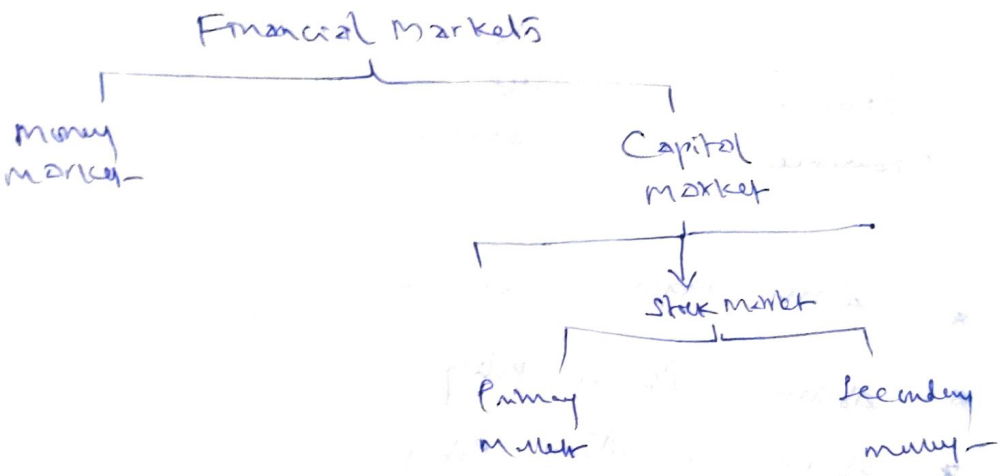 Financial Markets
Money
Market
Capital
Market
Stock Market
Primary
Market
Secondary
Market